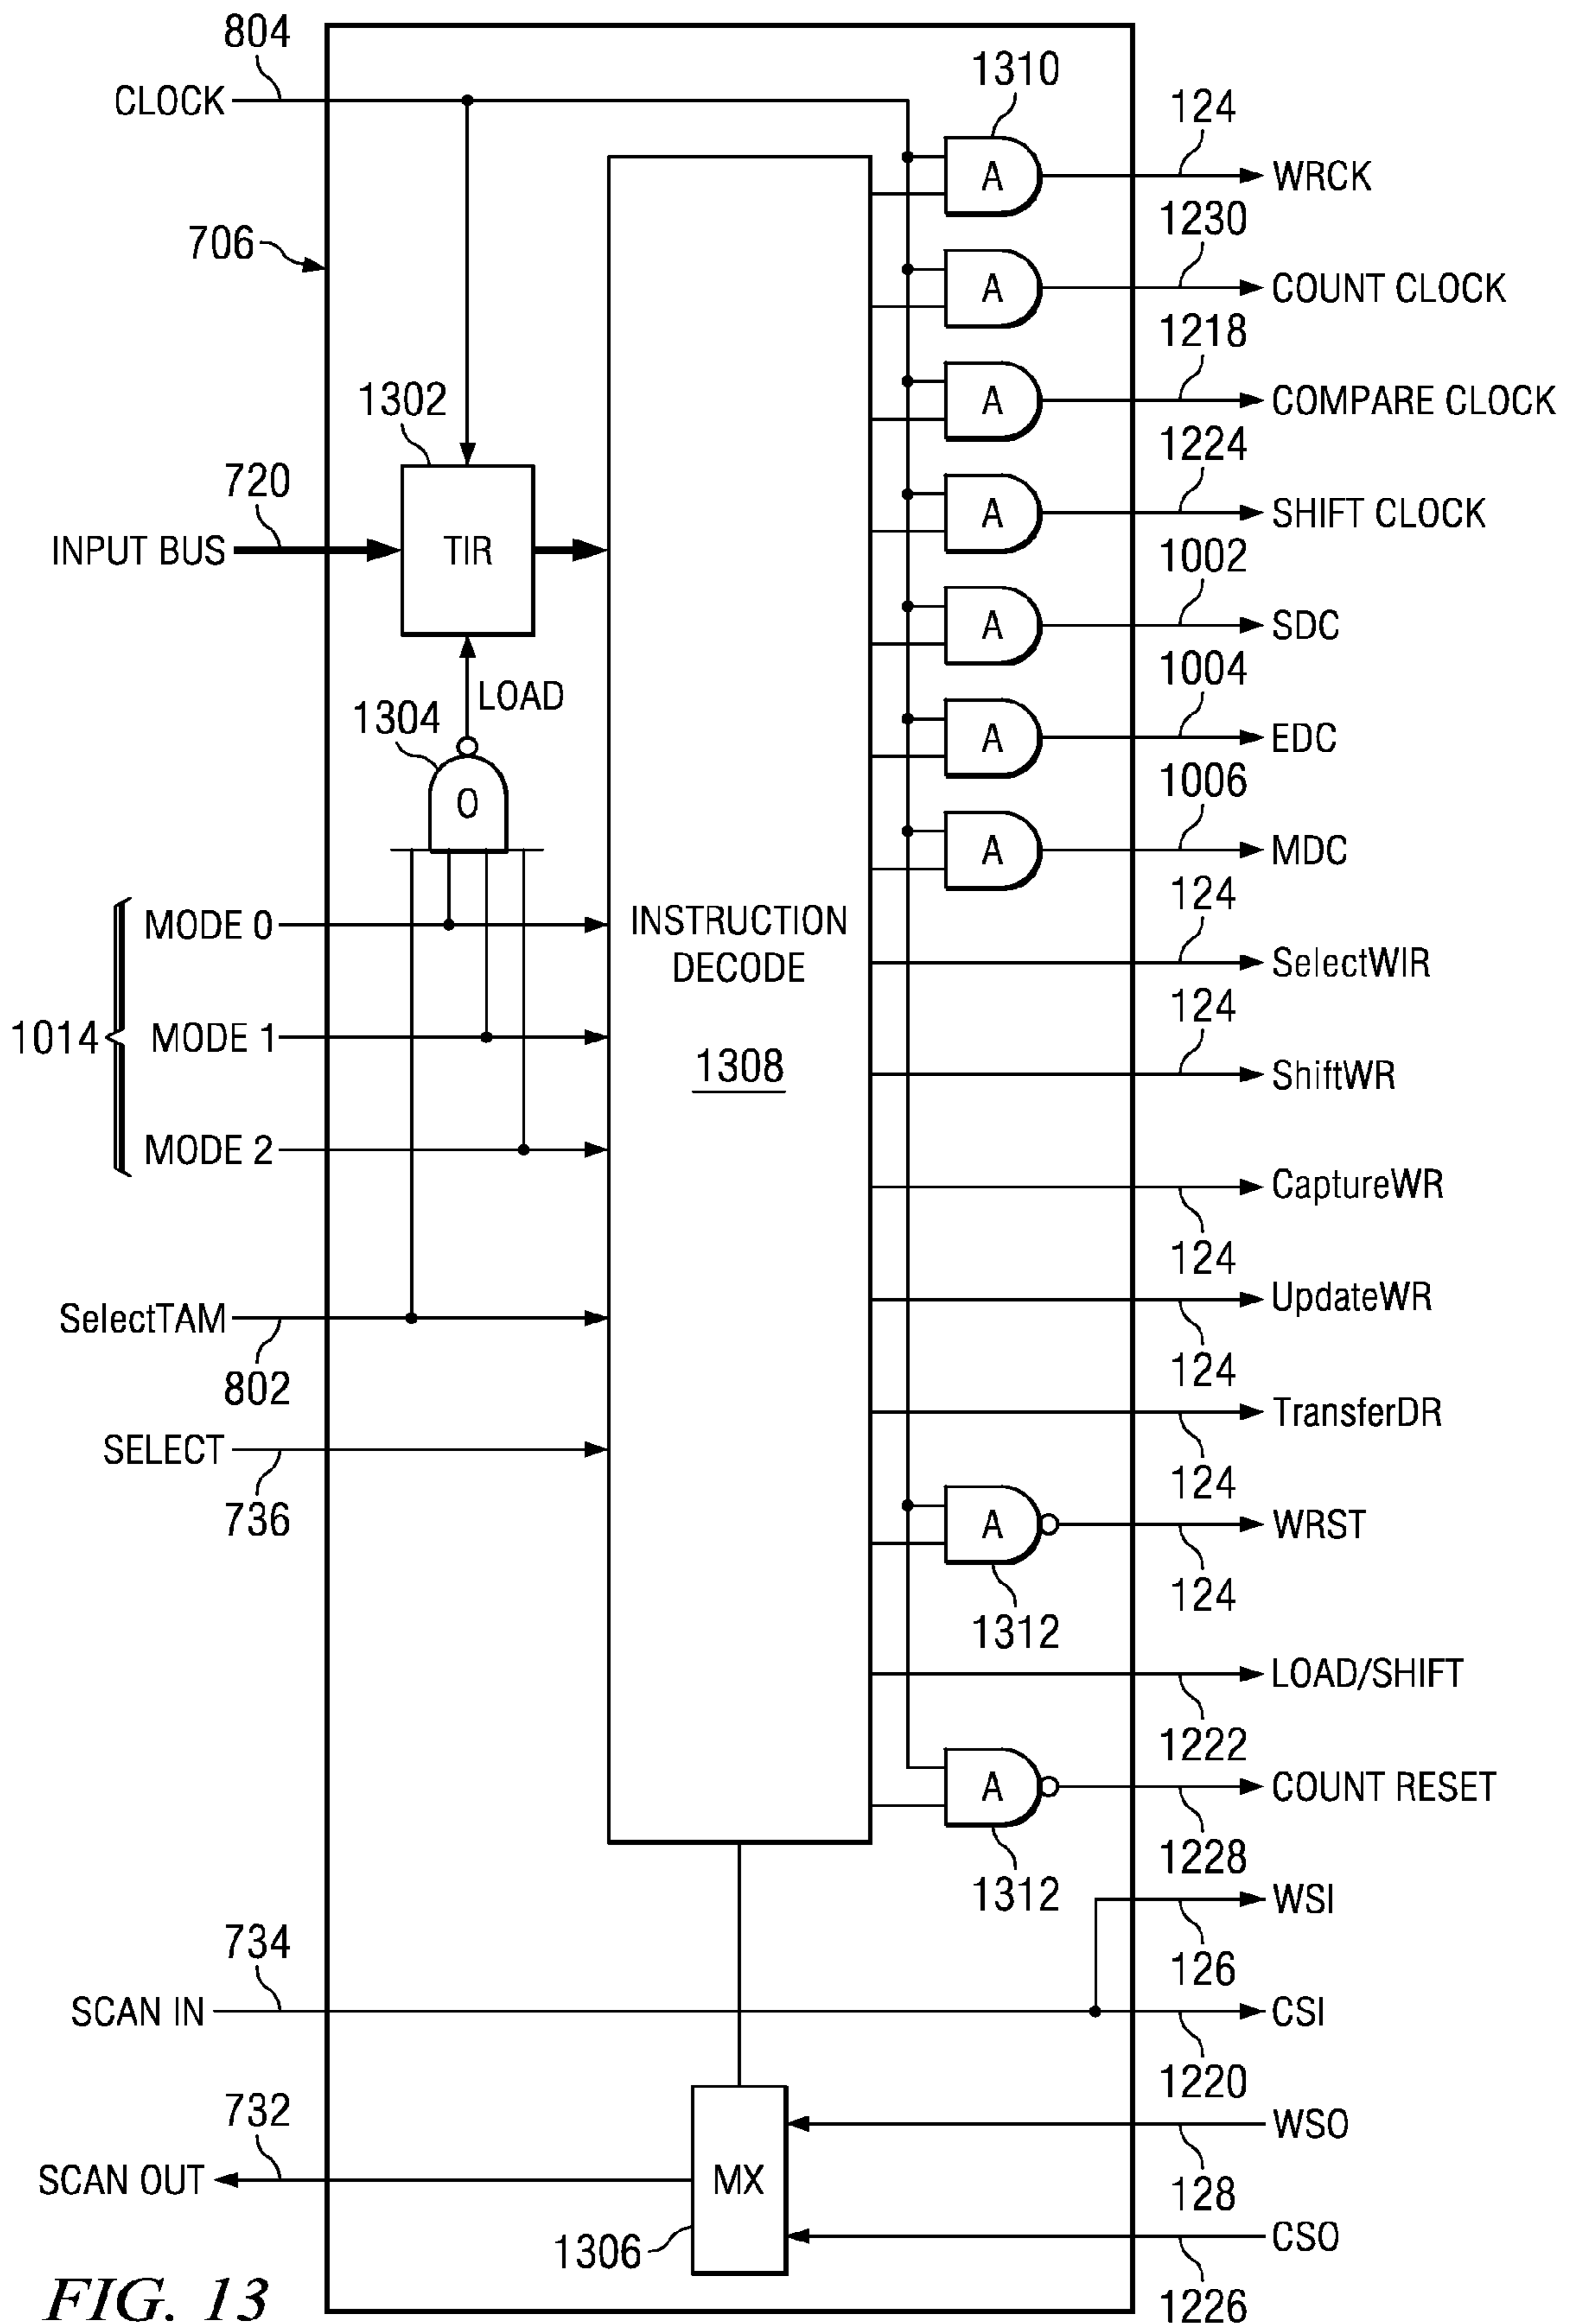 804
CLOCK
1310
A
124
WRCK
706
1230
A
COUNT CLOCK
1218
A
COMPARE CLOCK
1302
1224
A
SHIFT CLOCK
720
INPUT BUS
TIR
1002
A
SDC
LOAD
1304
1004
A
EDC
O
1006
A
MDC
1014
MODE 0
MODE 1
MODE 2
INSTRUCTION
DECODE
1308
124
SelectWIR
124
ShiftWR
CaptureWR
124
SelectTAM
802
UpdateWR
124
SELECT
736
TransferDR
124
A
WRST
1312
124
LOAD/SHIFT
1222
A
COUNT RESET
1312
1228
WSI
126
734
SCAN IN
CSI
1220
732
SCAN OUT
MX
1306
WSO
128
CSO
1226
FIG. 13